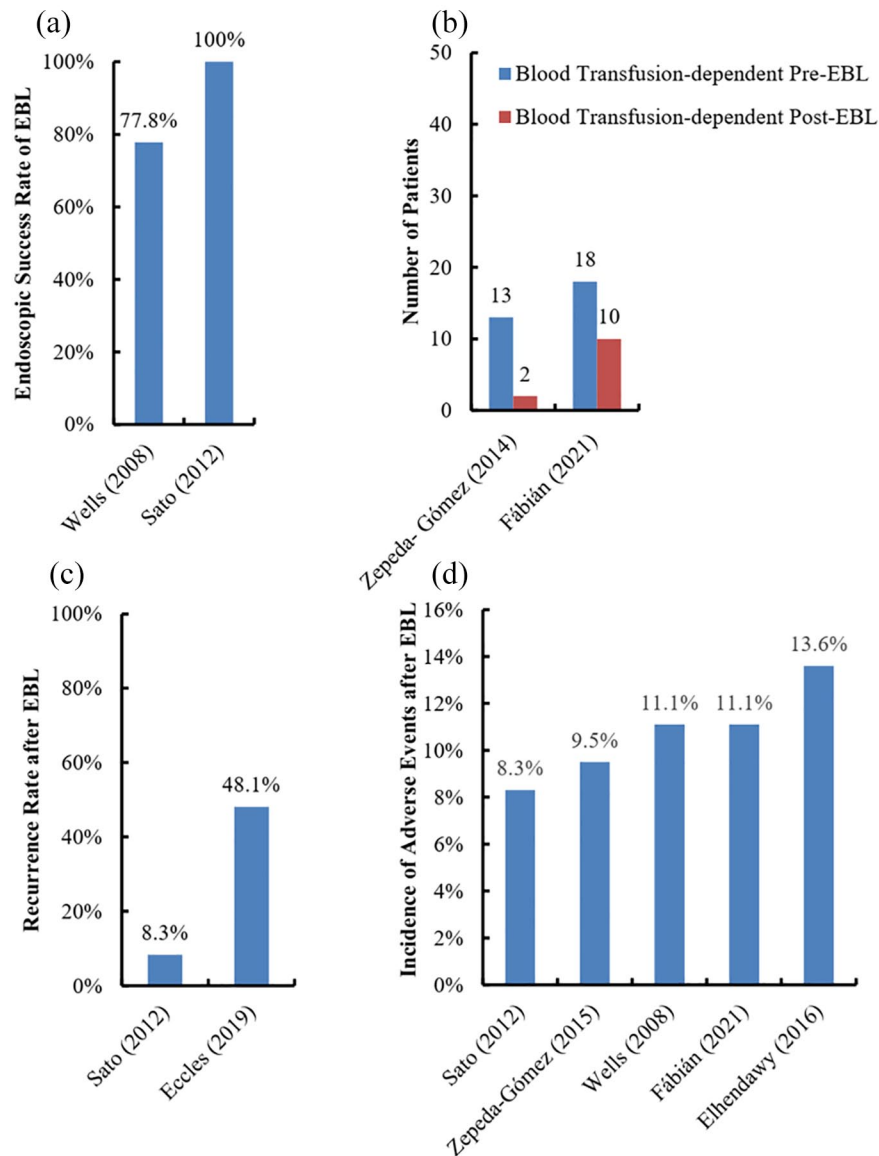 (a)
Endoscopic Success Rate of EBL
100%
80%
60%
40%
20%
0%
77.8%
100%
Wells (2008)
Sato (2012)
(b)
Number of Patients
50
40
30
20
10
0
Blood Transfusion-dependent Pre-EBL
Blood Transfusion-dependent Post-EBL
13
2
18
10
Zepeda- Gómez (2014)
Fábián (2021)
(c)
Recurrence Rate after EBL
100%
80%
60%
40%
20%
0%
8.3%
48.1%
Sato (2012)
Eccles (2019)
(d)
Incidence of Adverse Events after EBL
16%
14%
12%
10%
8%
6%
4%
2%
0%
8.3%
9.5%
11.1%
11.1%
13.6%
Sato (2012)
Zepeda-Gómez (2015)
Wells (2008)
Fábián (2021)
Elhendawy (2016)